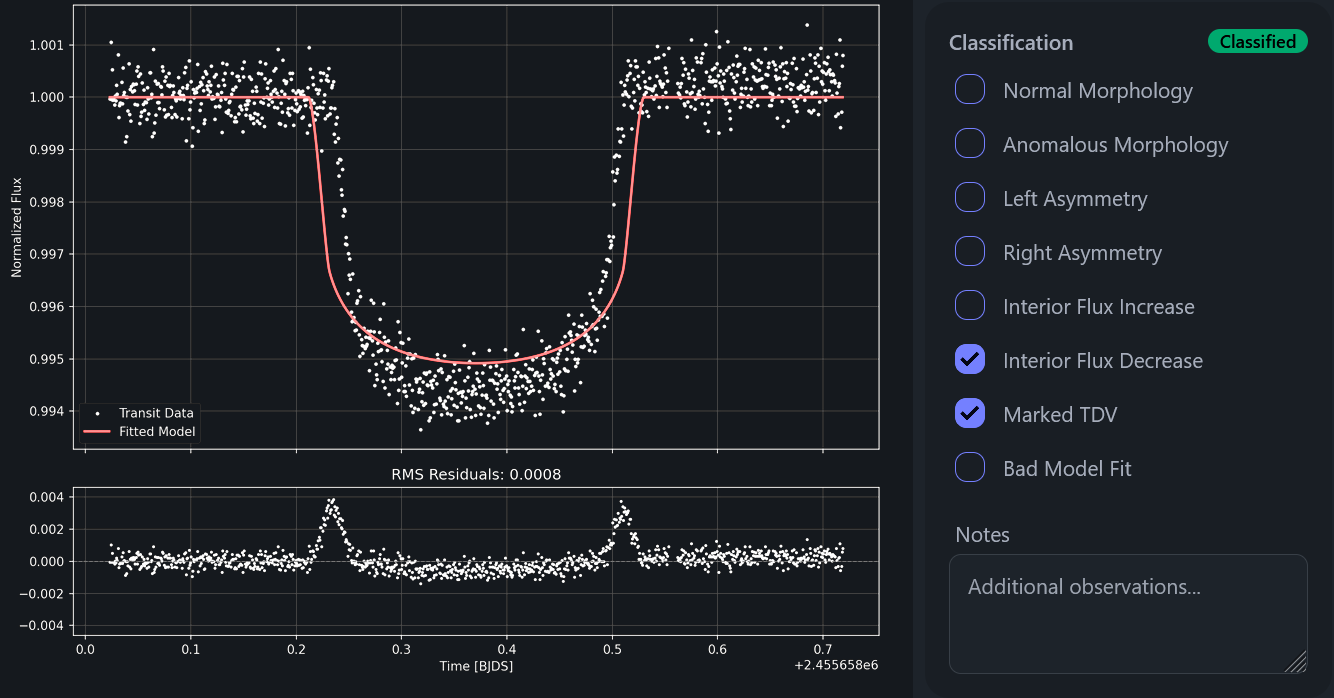 1.001
1.000
0.999
0.998
0.997
0.996
0.995
0.994
Normalized Flux
Transit Data
Fitted Model
RMS Residuals: 0.0008
0.004
0.002
0.000
−0.002
−0.004
0.0 0.1 0.2 0.3 0.4 0.5 0.6 0.7
Time [BJDS]
+2.455658e6
Classification
Classified
Normal Morphology
Anomalous Morphology
Left Asymmetry
Right Asymmetry
Interior Flux Increase
Interior Flux Decrease
Marked TDV
Bad Model Fit
Notes
Additional observations...